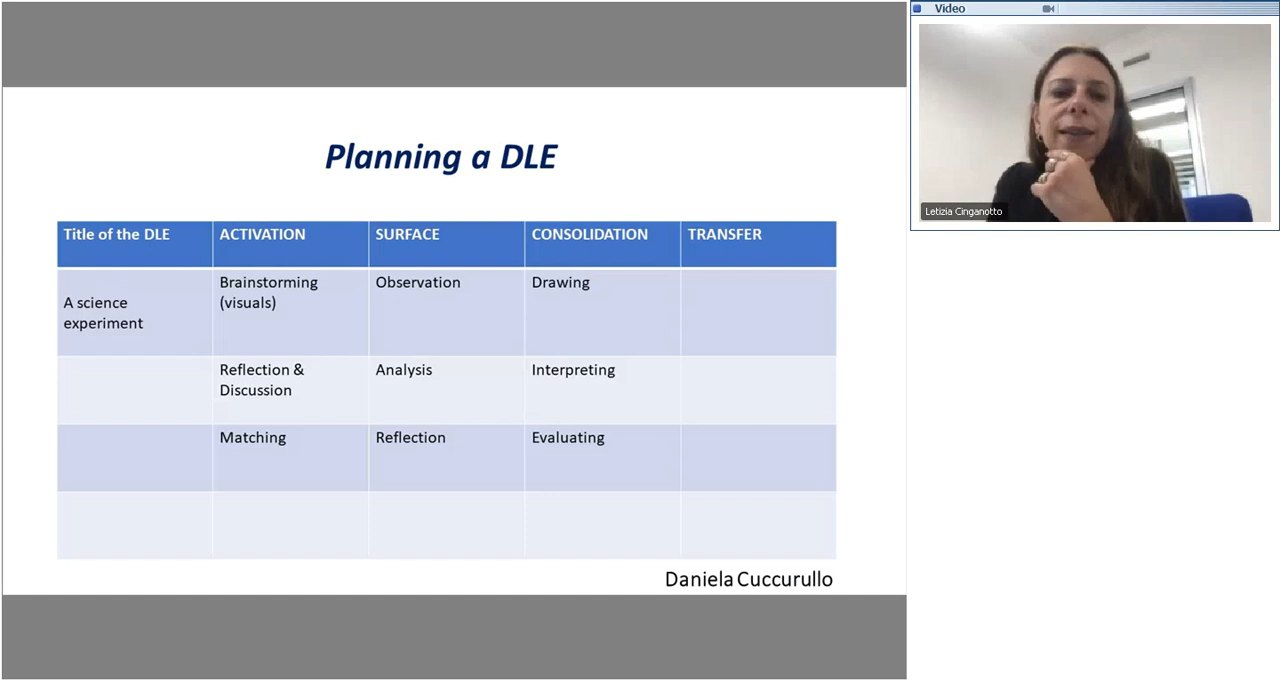 Planning a DLE
Title of the DLE ACTIVATION SURFACE CONSOLIDATION TRANSFER
A science
experiment
Brainstorming
(visuals)
Observation
Drawing
Reflection &
Discussion
Analysis
Interpreting
Matching
Reflection
Evaluating
Daniela Cuccurullo
Video
Letizia Cinganotto